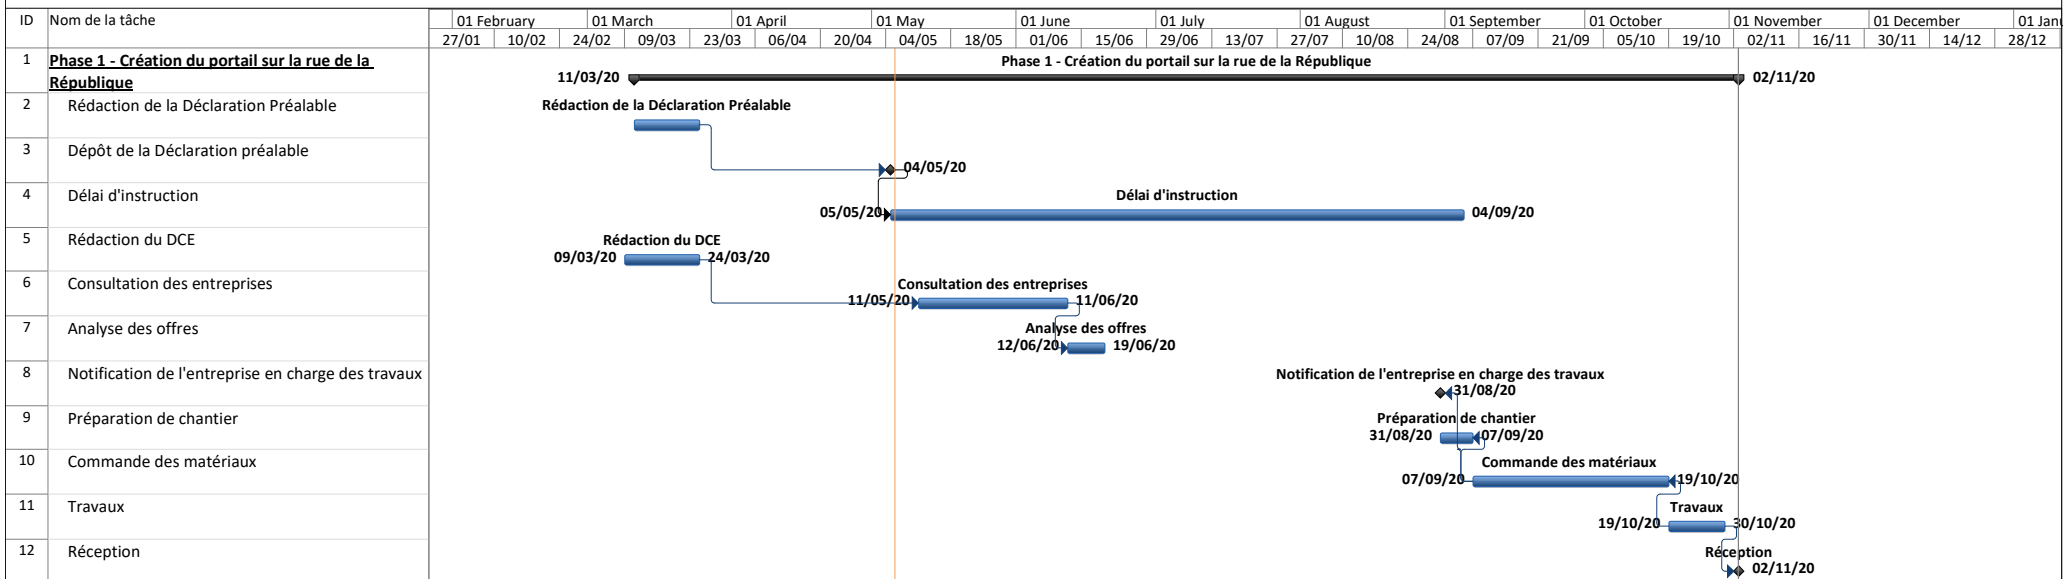 ID Nom de la tâche 01 February 01 March 01 April 01 May 01 June 01 July 01 August 01 September 01 October 01 November 01 December 01 Janu
27/01 10/02 24/02 09/03 23/03 06/04 20/04 04/05 18/05 01/06 15/06 29/06 13/07 27/07 10/08 24/08 07/09 21/09 05/10 19/10 02/11 16/11 30/11 14/12 28/12
1 Phase 1 - Création du portail sur la rue de la
République
Phase 1 - Création du portail sur la rue de la République
11/03/20 02/11/20
2 Rédaction de la Déclaration Préalable
Rédaction de la Déclaration Préalable
3 Dépôt de la Déclaration préalable
04/05/20
4 Délai d'instruction
Délai d'instruction
05/05/20 04/09/20
5 Rédaction du DCE
Rédaction du DCE
09/03/20 24/03/20
6 Consultation des entreprises
Consultation des entreprises
11/05/20 11/06/20
7 Analyse des offres
Analyse des offres
12/06/20 19/06/20
8 Notification de l'entreprise en charge des travaux
Notification de l'entreprise en charge des travaux
31/08/20
9 Préparation de chantier
Préparation de chantier
31/08/20 07/09/20
10 Commande des matériaux
Commande des matériaux
07/09/20 19/10/20
11 Travaux
Travaux
19/10/20 30/10/20
12 Réception
Réception
02/11/20